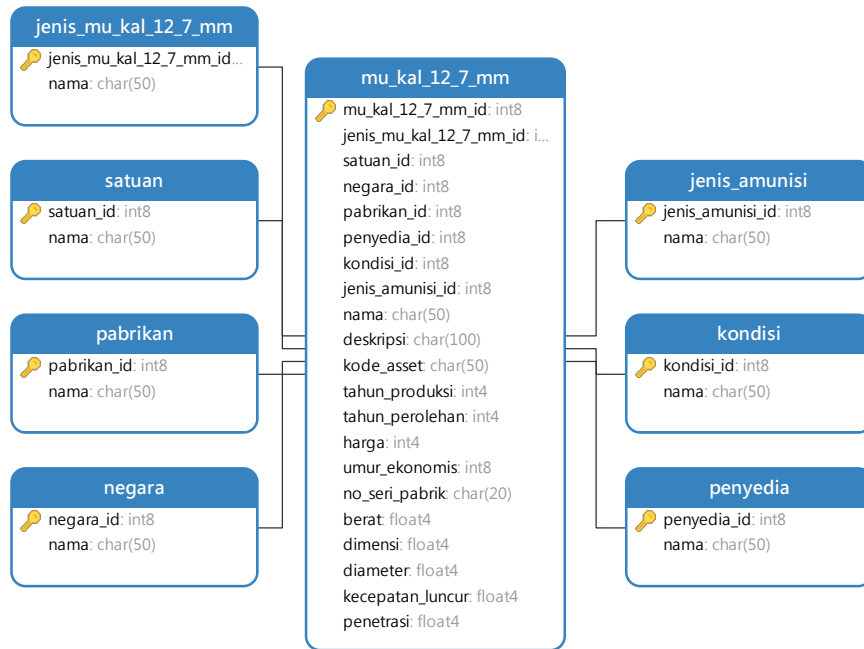 jenis_mu_kal_12_7_mm
jenis_mu_kal_12_7_mm_id...
nama: char(50)
satuan
satuan_id: int8
nama: char(50)
pabrikan
pabrikan_id: int8
nama: char(50)
negara
negara_id: int8
nama: char(50)
mu_kal_12_7_mm
mu_kal_12_7_mm_id: int8
jenis_mu_kal_12_7_mm_id: i...
satuan_id: int8
negara_id: int8
pabrikan_id: int8
penyedia_id: int8
kondisi_id: int8
jenis_amunisi_id: int8
nama: char(50)
deskripsi: char(100)
kode_asset: char(50)
tahun_produksi: int4
tahun_perolehan: int4
harga: int4
umur_ekonomis: int8
no_seri_pabrik: char(20)
berat: float4
dimensi: float4
diameter: float4
kecepatan_luncur: float4
penetrasi: float4
jenis_amunisi
jenis_amunisi_id: int8
nama: char(50)
kondisi
kondisi_id: int8
nama: char(50)
penyedia
penyedia_id: int8
nama: char(50)